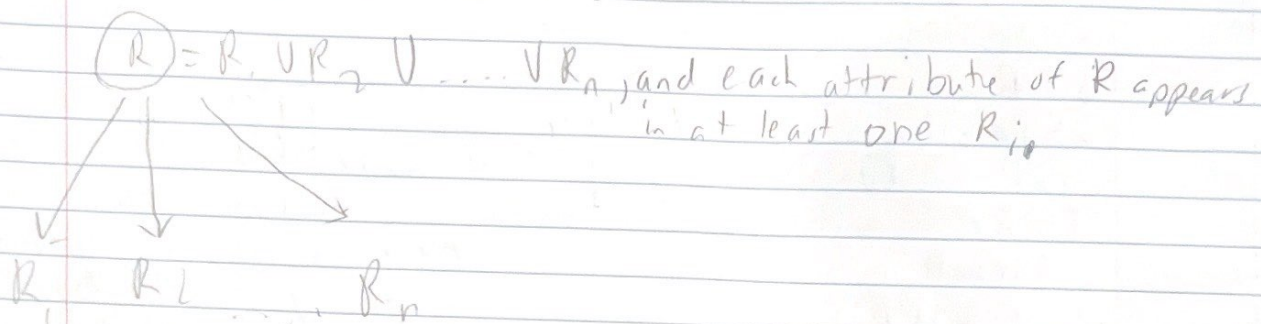 R = R₁ U R₂ U .... U Rₙ, and each attribute of R appears
in at least one Rᵢ.
R₁ R2 ..... Rₙ